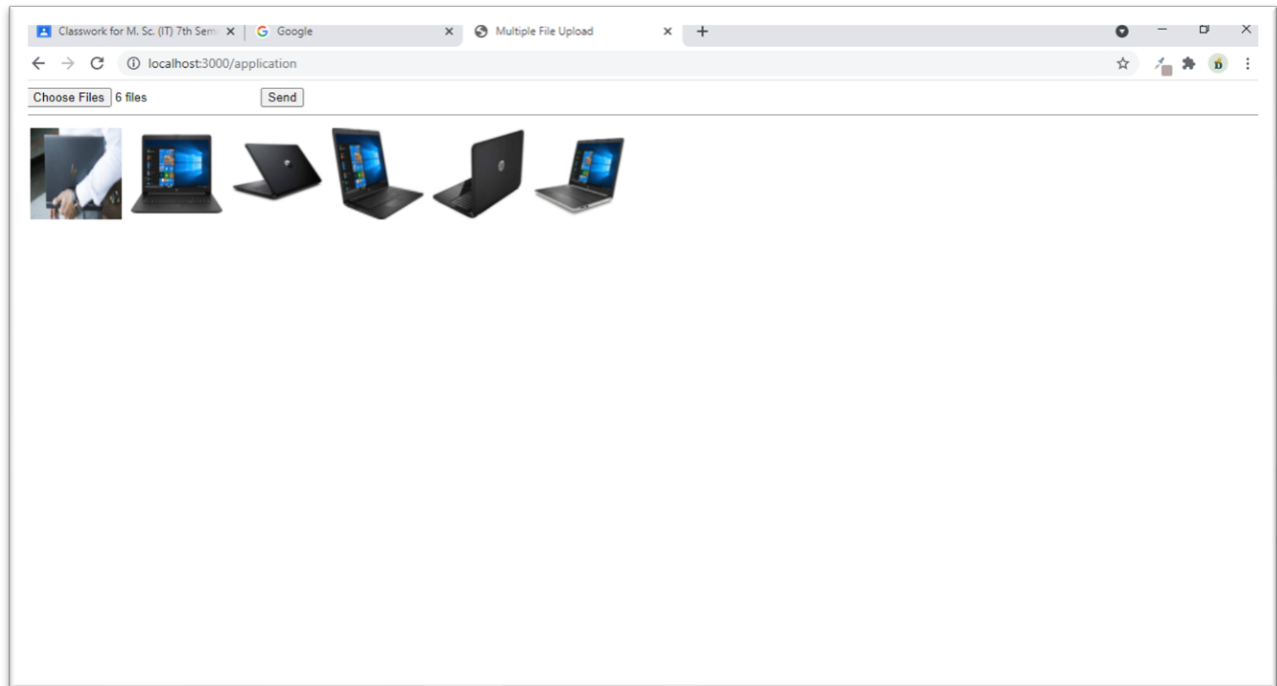 Classwork for M. Sc. (IT) 7th Sem
Google
Multiple File Upload
localhost:3000/application
Choose Files 6 files
Send